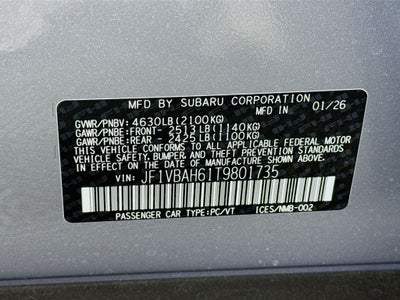 MFD BY SUBARU CORPORATION 01/26
GVWR/PNBV: 4630LB(2100KG)
GAWR/PNBE:FRONT- 2513LB(1140KG)
GAWR/PNBE:REAR - 2425LB(1100KG)
THIS VEHICLE CONFORMS TO ALL APPLICABLE FEDERAL MOTOR
VEHICLE SAFETY, BUMPER, AND THEFT PREVENTION STANDARDS
IN EFFECT ON THE DATE OF MANUFACTURE SHOWN ABOVE.
VIN: JF1VBAH61T9801735
PASSENGER CAR TYPE:PC/VT ICES/NMB-002